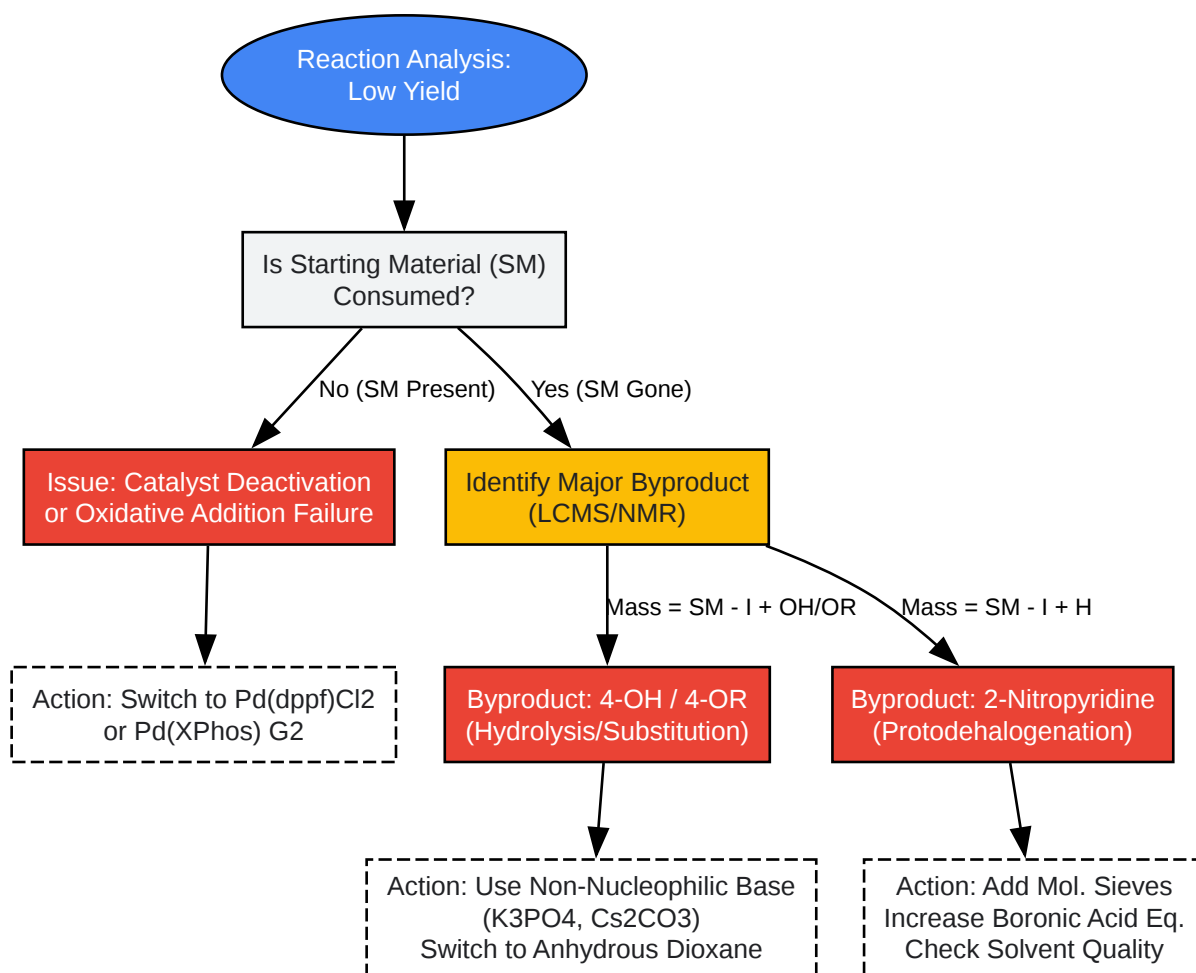 Reaction Analysis:
Low Yield
Is Starting Material (SM)
Consumed?
No (SM Present)
Yes (SM Gone)
Issue: Catalyst Deactivation
or Oxidative Addition Failure
Identify Major Byproduct
(LCMS/NMR)
Mass = SM - I + OH/OR
Mass = SM - I + H
Action: Switch to Pd(dppf)Cl2
or Pd(XPhos) G2
Byproduct: 4-OH / 4-OR
(Hydrolysis/Substitution)
Byproduct: 2-Nitropyridine
(Protodehalogenation)
Action: Use Non-Nucleophilic Base
(K3PO4, Cs2CO3)
Switch to Anhydrous Dioxane
Action: Add Mol. Sieves
Increase Boronic Acid Eq.
Check Solvent Quality